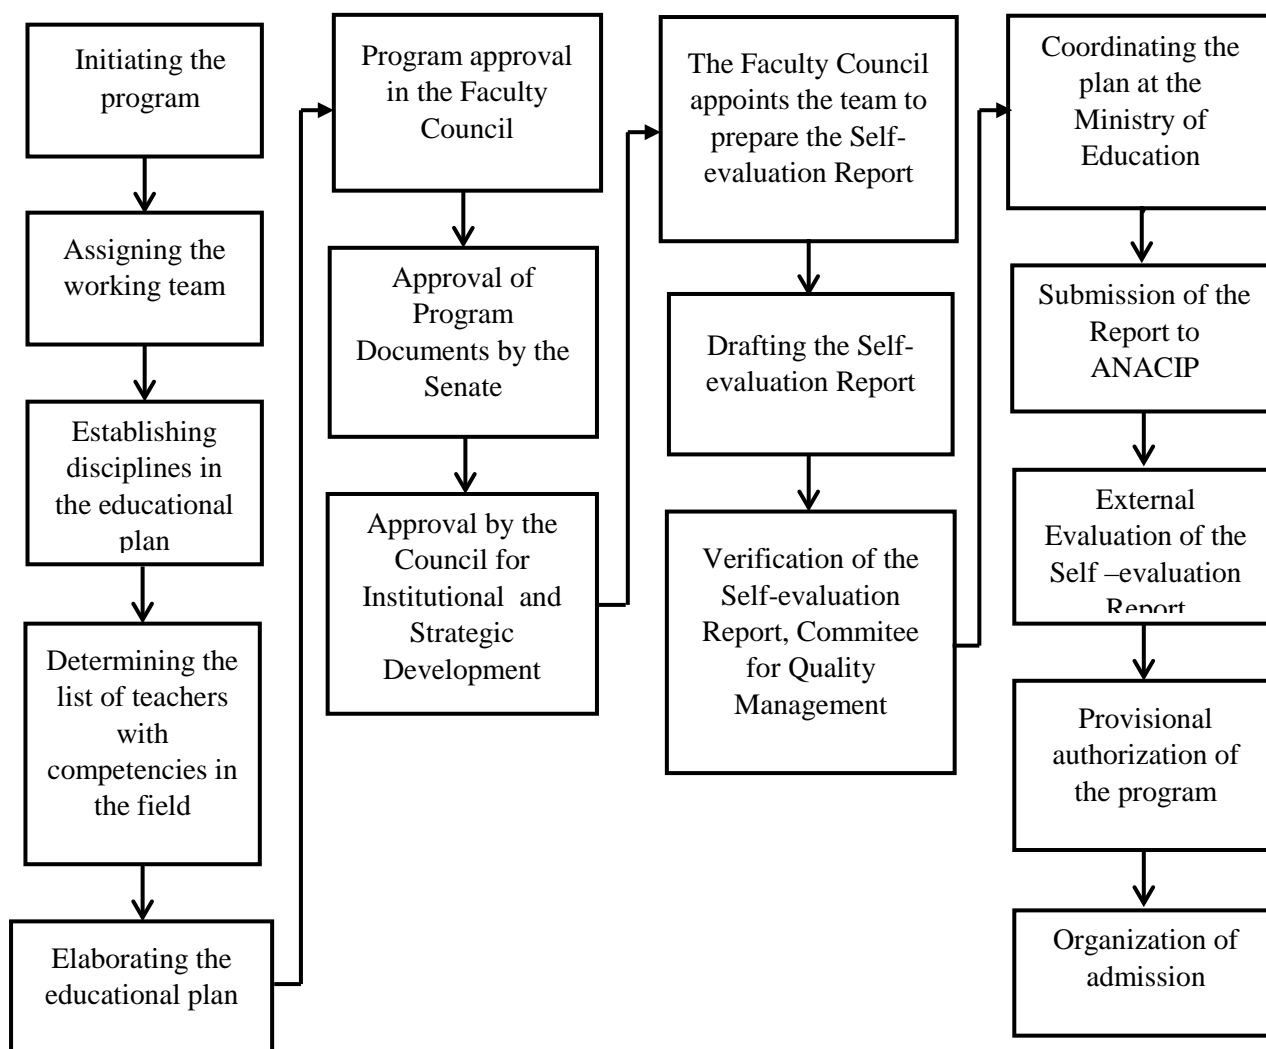 Initiating the
program
Assigning the
working team
Establishing
disciplines in
the educational
plan
Determining the
list of teachers
with
competencies in
the field
Elaborating the
educational plan
Program approval
in the Faculty
Council
Approval of
Program
Documents by the
Senate
Approval by the
Council for
Institutional and
Strategic
Development
The Faculty Council
appoints the team to
prepare the Self-
evaluation Report
Drafting the Self-
evaluation Report
Verification of the
Self-evaluation
Report, Commitee
for Quality
Management
Coordinating the
plan at the
Ministry of
Education
Submission of the
Report to
ANACIP
External
Evaluation of the
Self –evaluation
Report
Provisional
authorization of
the program
Organization of
admission